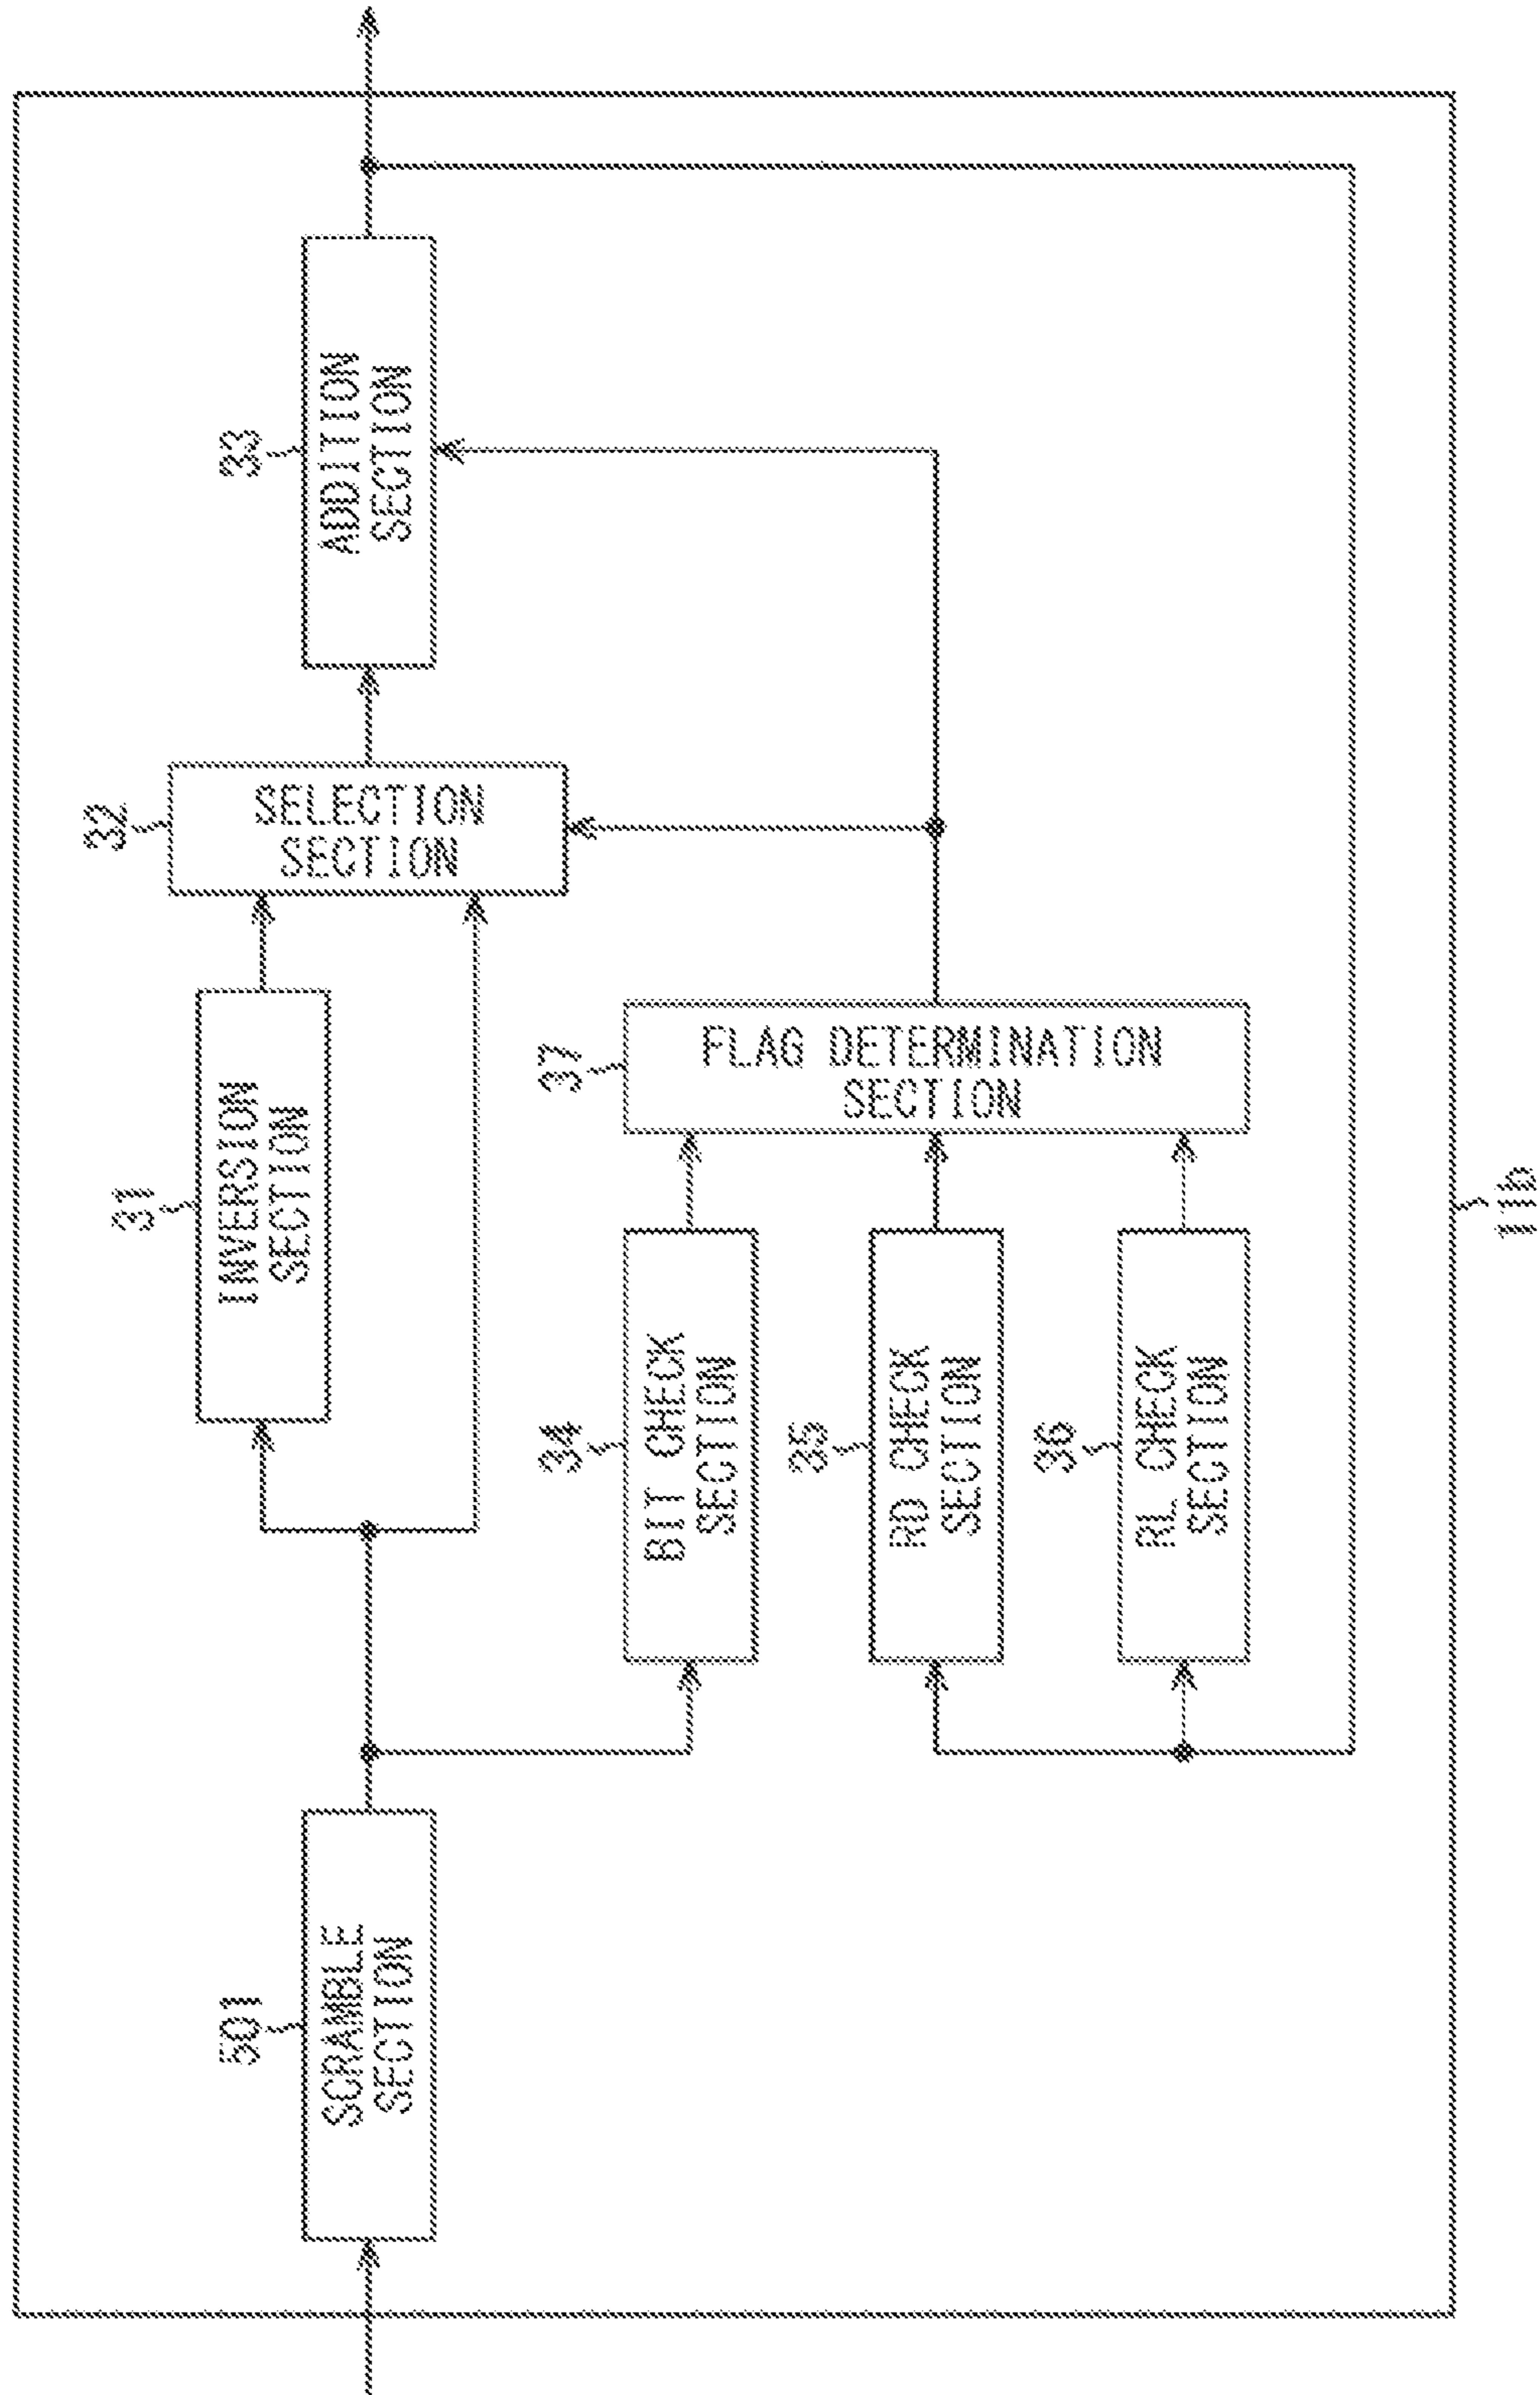 501
SCRAMBLE
SECTION
31
INVERSION
SECTION
32
SELECTION
SECTION
33
ADDITION
SECTION
34
BIT CHECK
SECTION
35
RD CHECK
SECTION
36
RL CHECK
SECTION
37
FLAG DETERMINATION
SECTION
11b